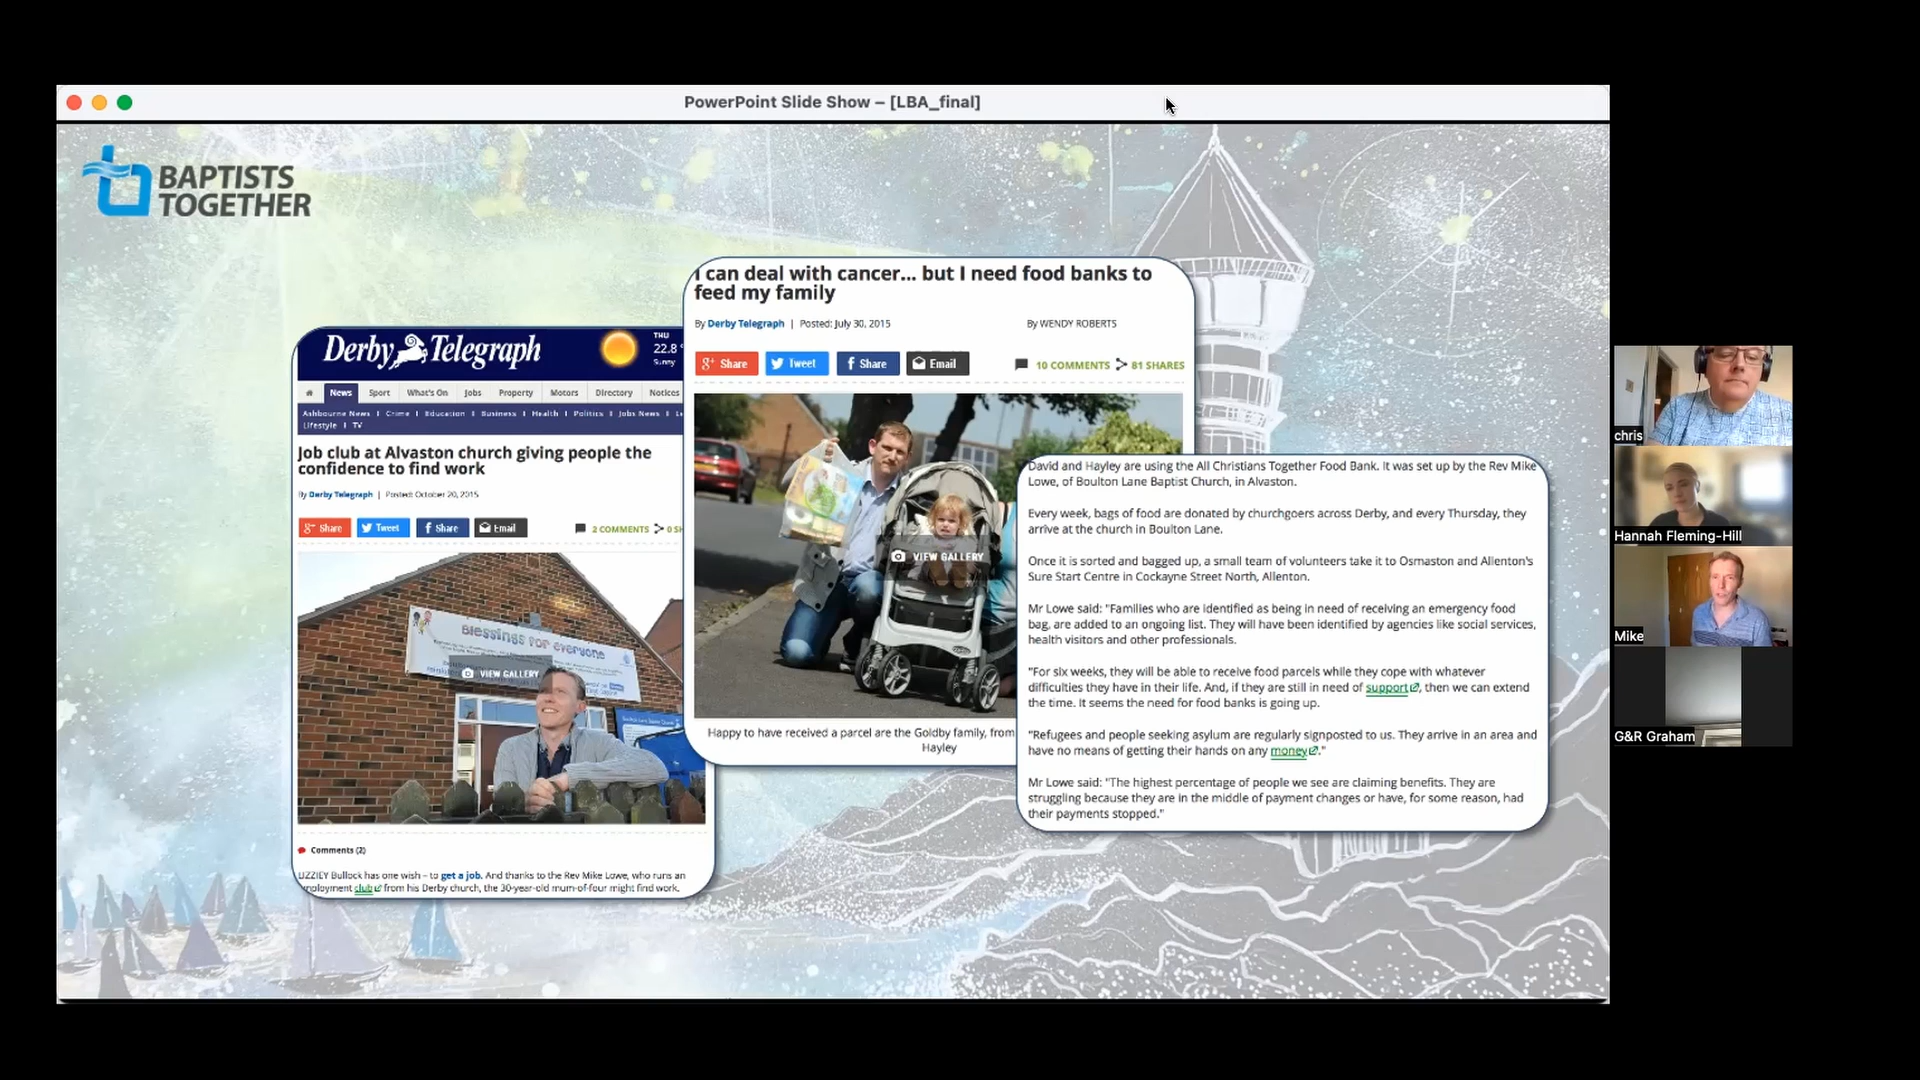 PowerPoint Slide Show – [LBA_final]
BAPTISTS
TOGETHER
Derby Telegraph
THU
22.8
Sunny
News Sport What's On Jobs Property Motors Directory Notices
Ashbourne News | Crime | Education | Business | Health | Politics | Jobs News |
Lifestyle | TV
Job club at Alvaston church giving people the
confidence to find work
By Derby Telegraph | Posted: October 20, 2015
Share Tweet Share Email 2 COMMENTS 0 SH
Blessings for everyone
VIEW GALLERY
Comments (2)
LIZZIEY Bullock has one wish – to get a job. And thanks to the Rev Mike Lowe, who runs an
mployment club from his Derby church, the 30-year-old mum-of-four might find work.
I can deal with cancer... but I need food banks to
feed my family
By Derby Telegraph | Posted: July 30, 2015 By WENDY ROBERTS
Share Tweet Share Email 10 COMMENTS 81 SHARES
VIEW GALLERY
Happy to have received a parcel are the Goldby family, from
Hayley
David and Hayley are using the All Christians Together Food Bank. It was set up by the Rev Mike
Lowe, of Boulton Lane Baptist Church, in Alvaston.
Every week, bags of food are donated by churchgoers across Derby, and every Thursday, they
arrive at the church in Boulton Lane.
Once it is sorted and bagged up, a small team of volunteers take it to Osmaston and Allenton's
Sure Start Centre in Cockayne Street North, Allenton.
Mr Lowe said: "Families who are identified as being in need of receiving an emergency food
bag, are added to an ongoing list. They will have been identified by agencies like social services,
health visitors and other professionals.
"For six weeks, they will be able to receive food parcels while they cope with whatever
difficulties they have in their life. And, if they are still in need of support, then we can extend
the time. It seems the need for food banks is going up.
"Refugees and people seeking asylum are regularly signposted to us. They arrive in an area and
have no means of getting their hands on any money."
Mr Lowe said: "The highest percentage of people we see are claiming benefits. They are
struggling because they are in the middle of payment changes or have, for some reason, had
their payments stopped."
chris
Hannah Fleming-Hill
Mike
G&R Graham